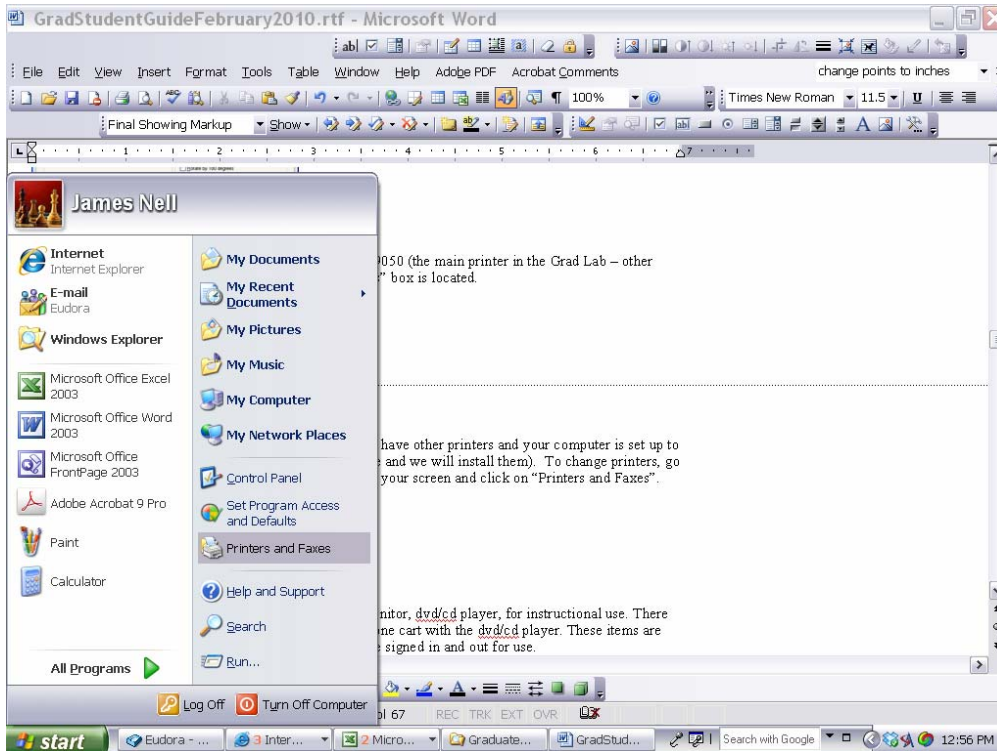 GradStudentGuideFebruary2010.rtf - Microsoft Word
File Edit View Insert Format Tools Table Window Help Adobe PDF Acrobat Comments
change points to inches
100%
Times New Roman
11.5
U
Final Showing Markup
Show
1 2 3 4 5 6 7
James Nell
Internet
Internet Explorer
E-mail
Eudora
Windows Explorer
Microsoft Office Excel
2003
Microsoft Office Word
2003
Microsoft Office
FrontPage 2003
Adobe Acrobat 9 Pro
Paint
Calculator
All Programs
My Documents
My Recent
Documents
My Pictures
My Music
My Computer
My Network Places
Control Panel
Set Program Access
and Defaults
Printers and Faxes
Help and Support
Search
Run...
Log Off
Turn Off Computer
9050 (the main printer in the Grad Lab – other
” box is located.
have other printers and your computer is set up to
and we will install them). To change printers, go
your screen and click on “Printers and Faxes”.
nitor, dvd/cd player, for instructional use. There
one cart with the dvd/cd player. These items are
signed in and out for use.
67 REC TRK EXT OVR
start
Eudora - ...
3 Inter...
2 Micro...
Graduate...
GradStud...
Search with Google
12:56 PM